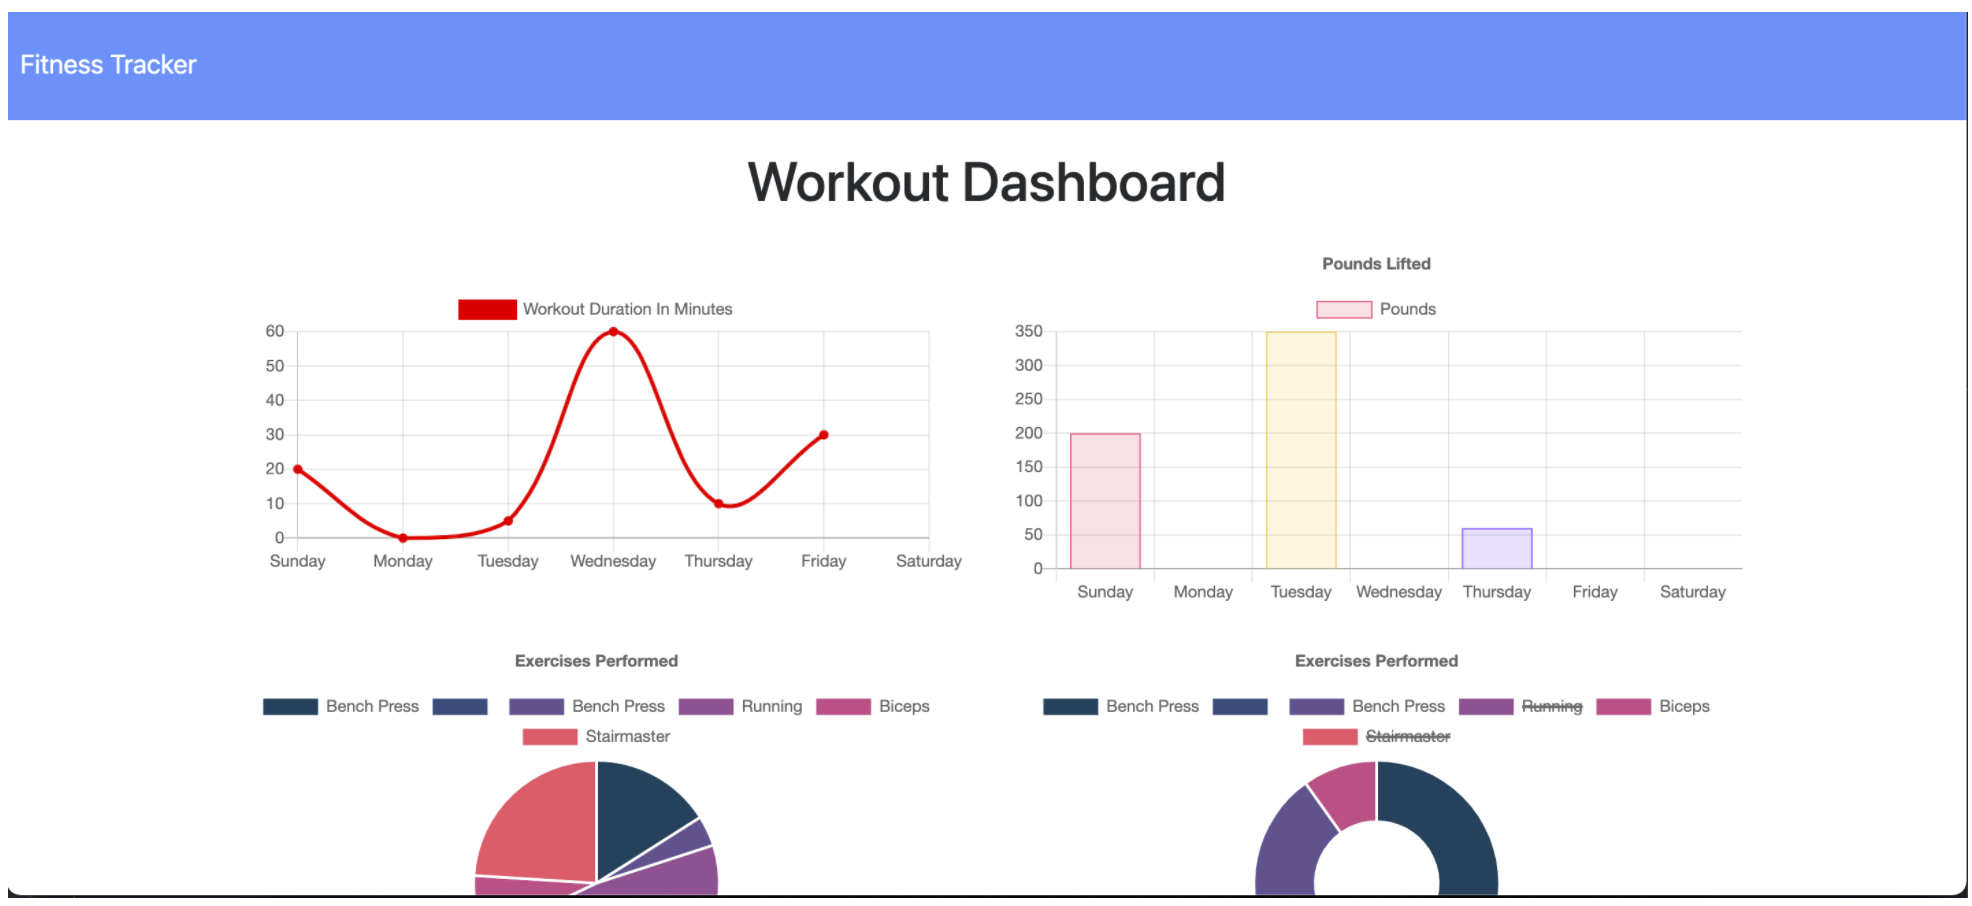 Fitness Tracker
Workout Dashboard
Workout Duration In Minutes
60
50
40
30
20
10
0
Sunday Monday Tuesday Wednesday Thursday Friday Saturday
Pounds Lifted
Pounds
350
300
250
200
150
100
50
0
Sunday Monday Tuesday Wednesday Thursday Friday Saturday
Exercises Performed
Bench Press Bench Press Running Biceps
Stairmaster
Exercises Performed
Bench Press Bench Press Running Biceps
Stairmaster